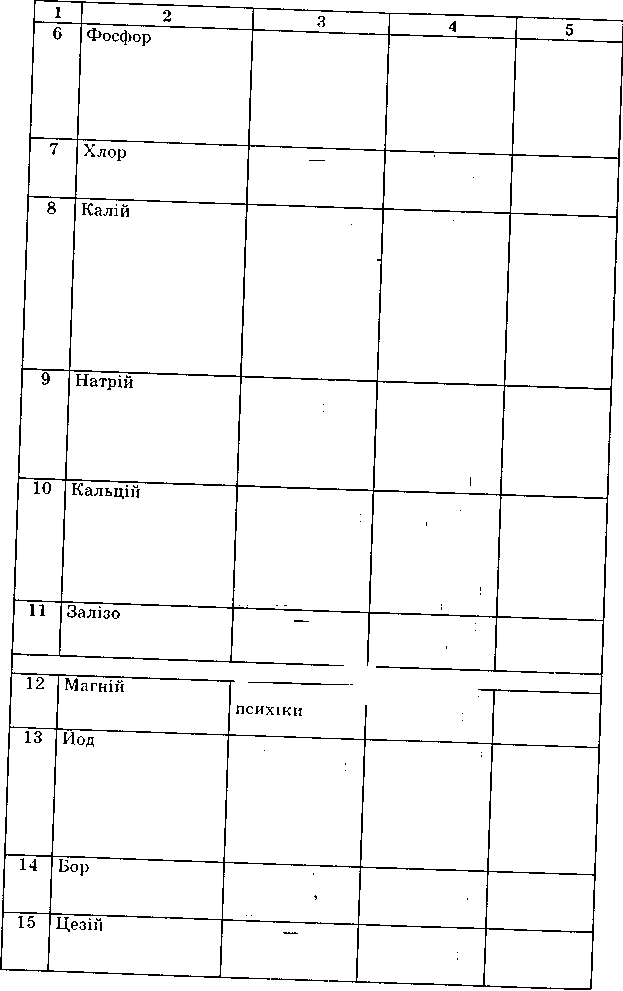 1 2 3 4 5
6 Фосфор
7 Хлор —
8 Калій
9 Натрій
10 Кальцій
11 Залізо —
12 Магній
психіки
13 Йод
14 Бор
15 Цезій —